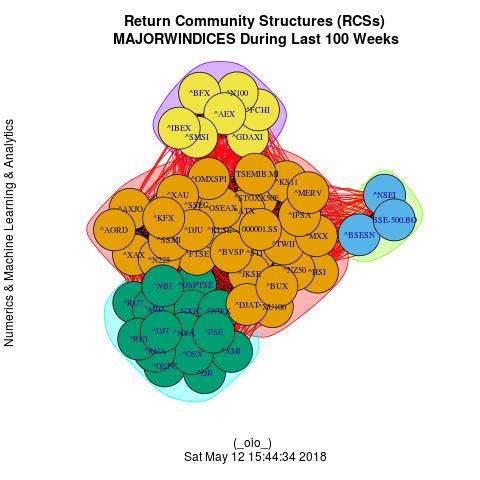 Return Community Structures (RCSs)
MAJORWINDICES During Last 100 Weeks
Numerics & Machine Learning & Analytics
^BFX
^N100
^FCHI
^AEX
^IBEX
^SMSI
^GDAXI
^OMXSPI
FTSEMIB.MI
^KS11
^XAU
^MERV
^STOXX50E
^SSEC
^OSEAX
^ATX
^AXJO
^KFX
^IPSA
^NSEI
BSE-500.BO
^BSESN
^AORD
^DJU
^KLSE
000001.SS
^MXX
^SSMI
^TWII
^XAX
^N225
^FTSE
^BVSP
^STI
^JKSE
^NZ50
^HSI
^NBI
^GSPTSE
^BUX
^RUT
^MID
^IXIC
^NWX
^DJAT
^XU100
^RUI
^DJT
^NYA
^PSE
^RUA
^OEX
^XMI
^GSPC
^DJI
(_oio_)
Sat May 12 15:44:34 2018